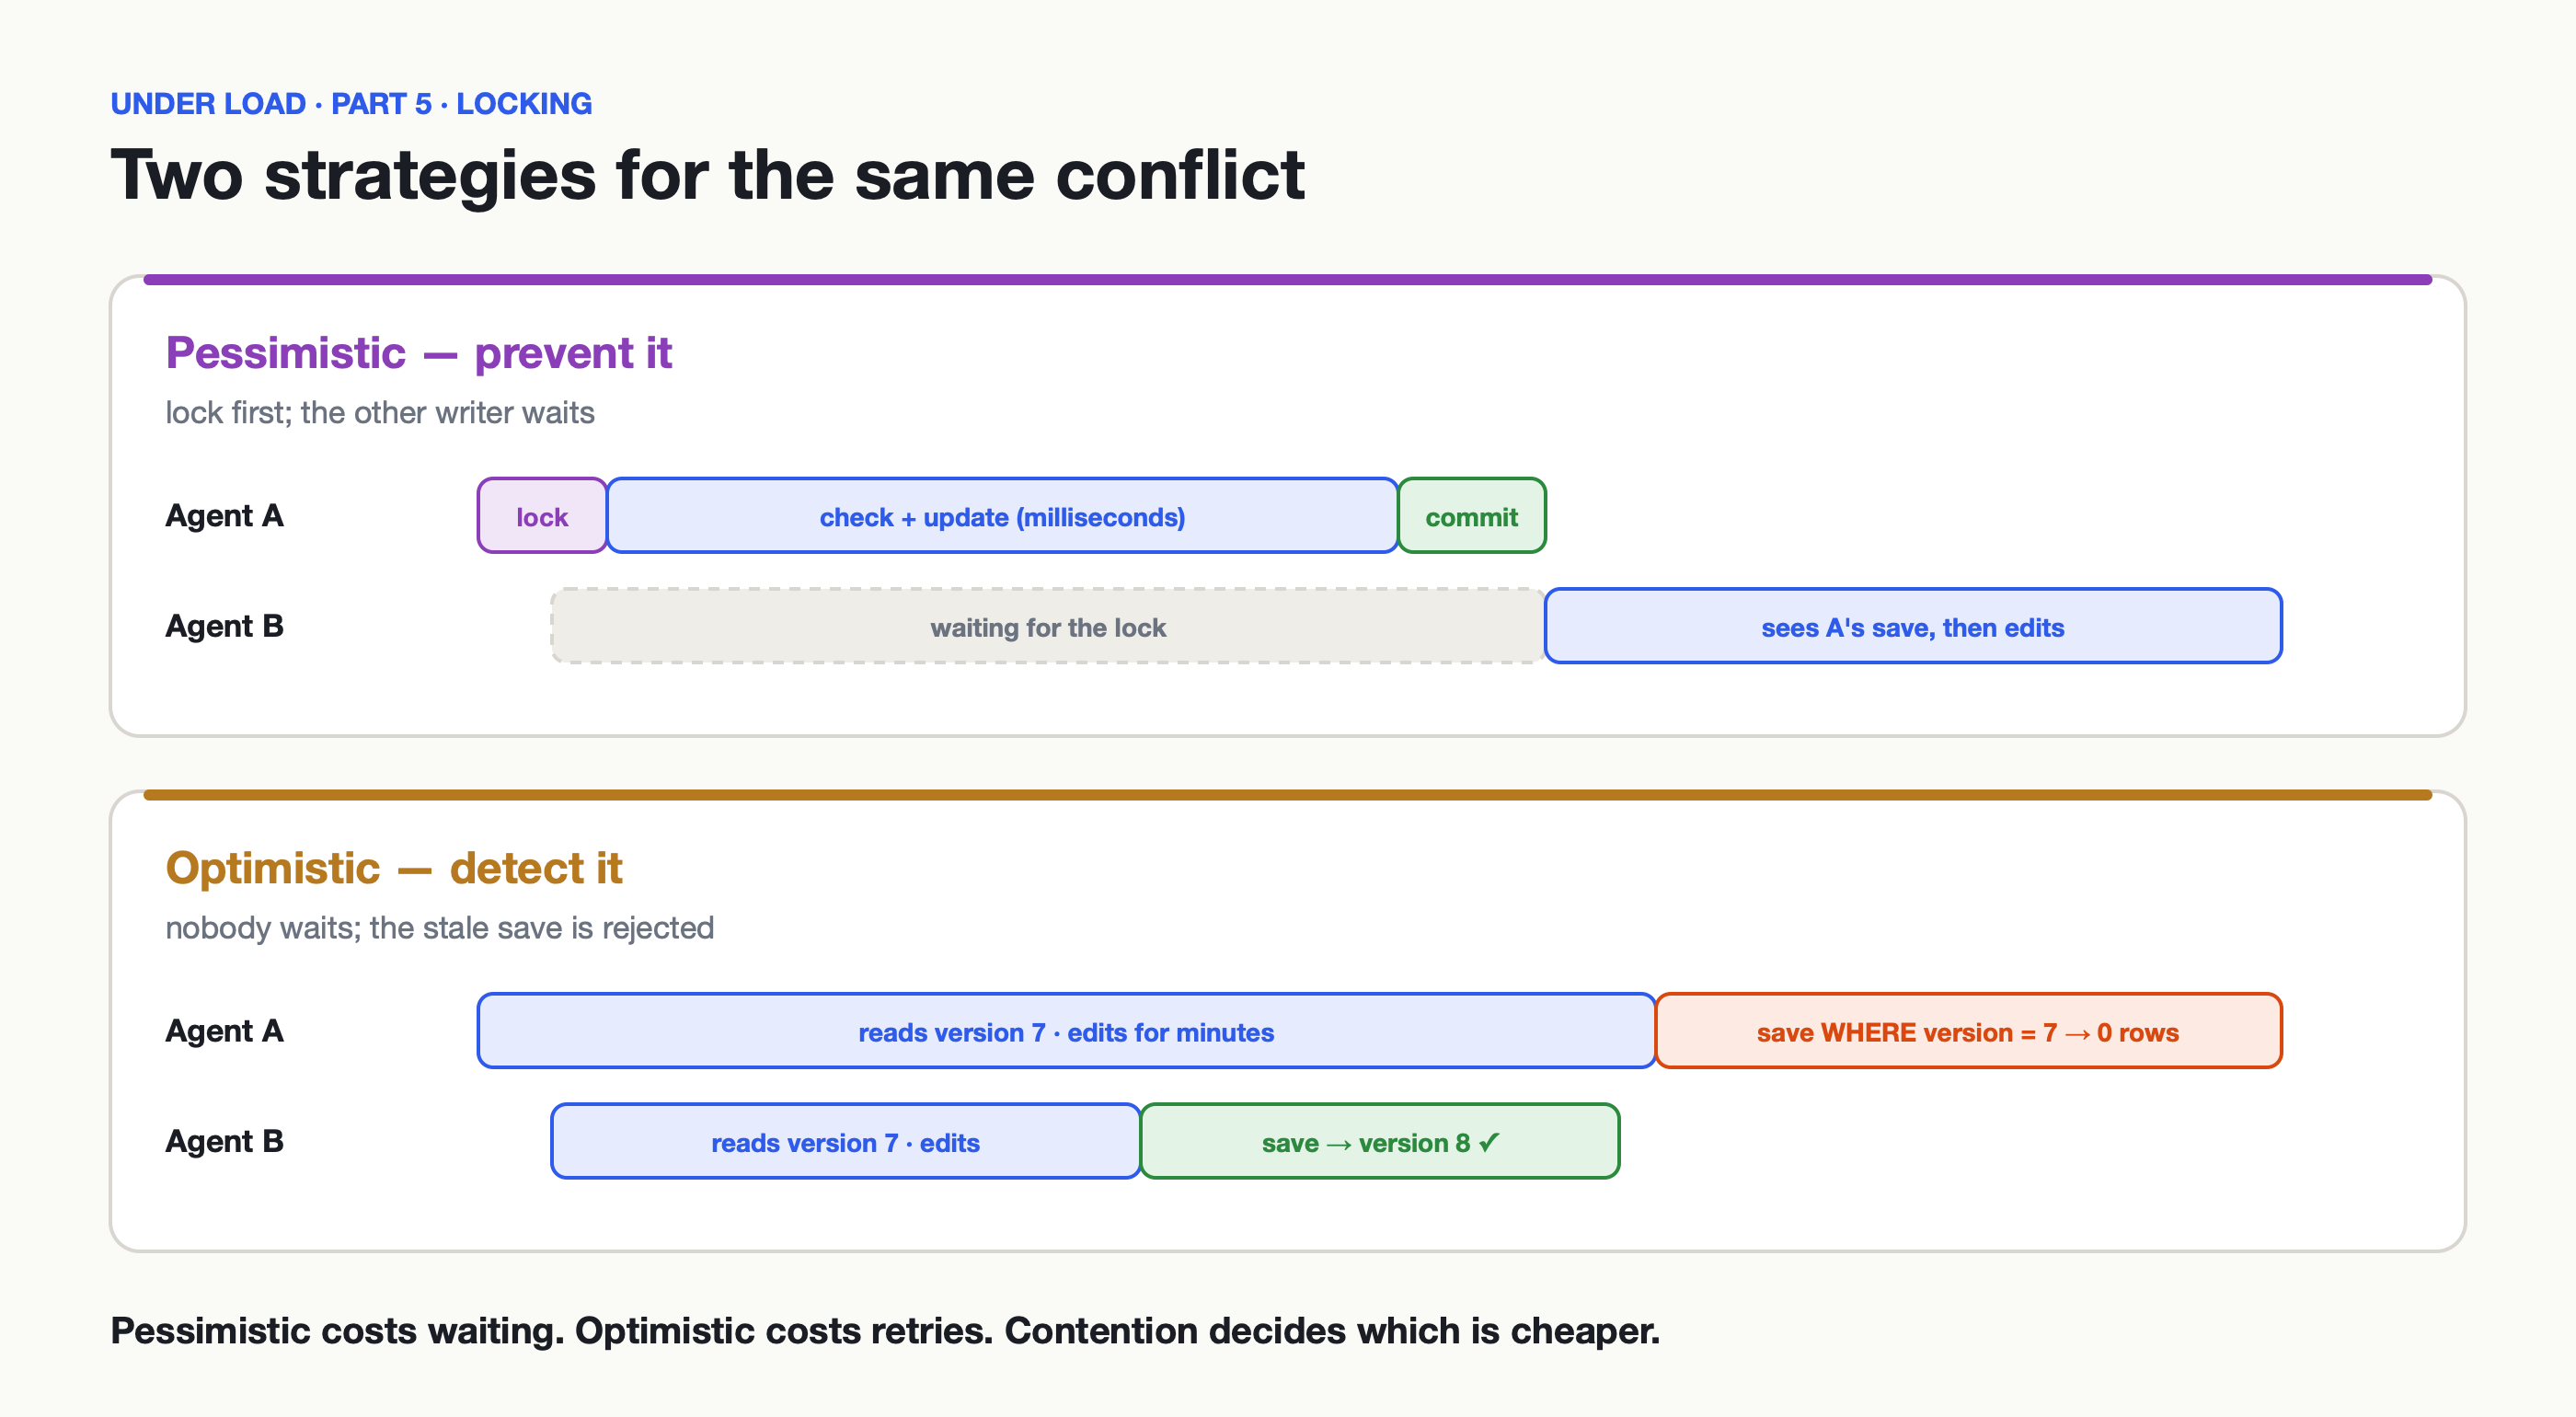 UNDER LOAD · PART 5 · LOCKING
Two strategies for the same conflict
Pessimistic — prevent it
lock first; the other writer waits
Agent A
lock
check + update (milliseconds)
commit
Agent B
waiting for the lock
sees A's save, then edits
Optimistic — detect it
nobody waits; the stale save is rejected
Agent A
reads version 7 · edits for minutes
save WHERE version = 7 → 0 rows
Agent B
reads version 7 · edits
save → version 8 ✓
Pessimistic costs waiting. Optimistic costs retries. Contention decides which is cheaper.